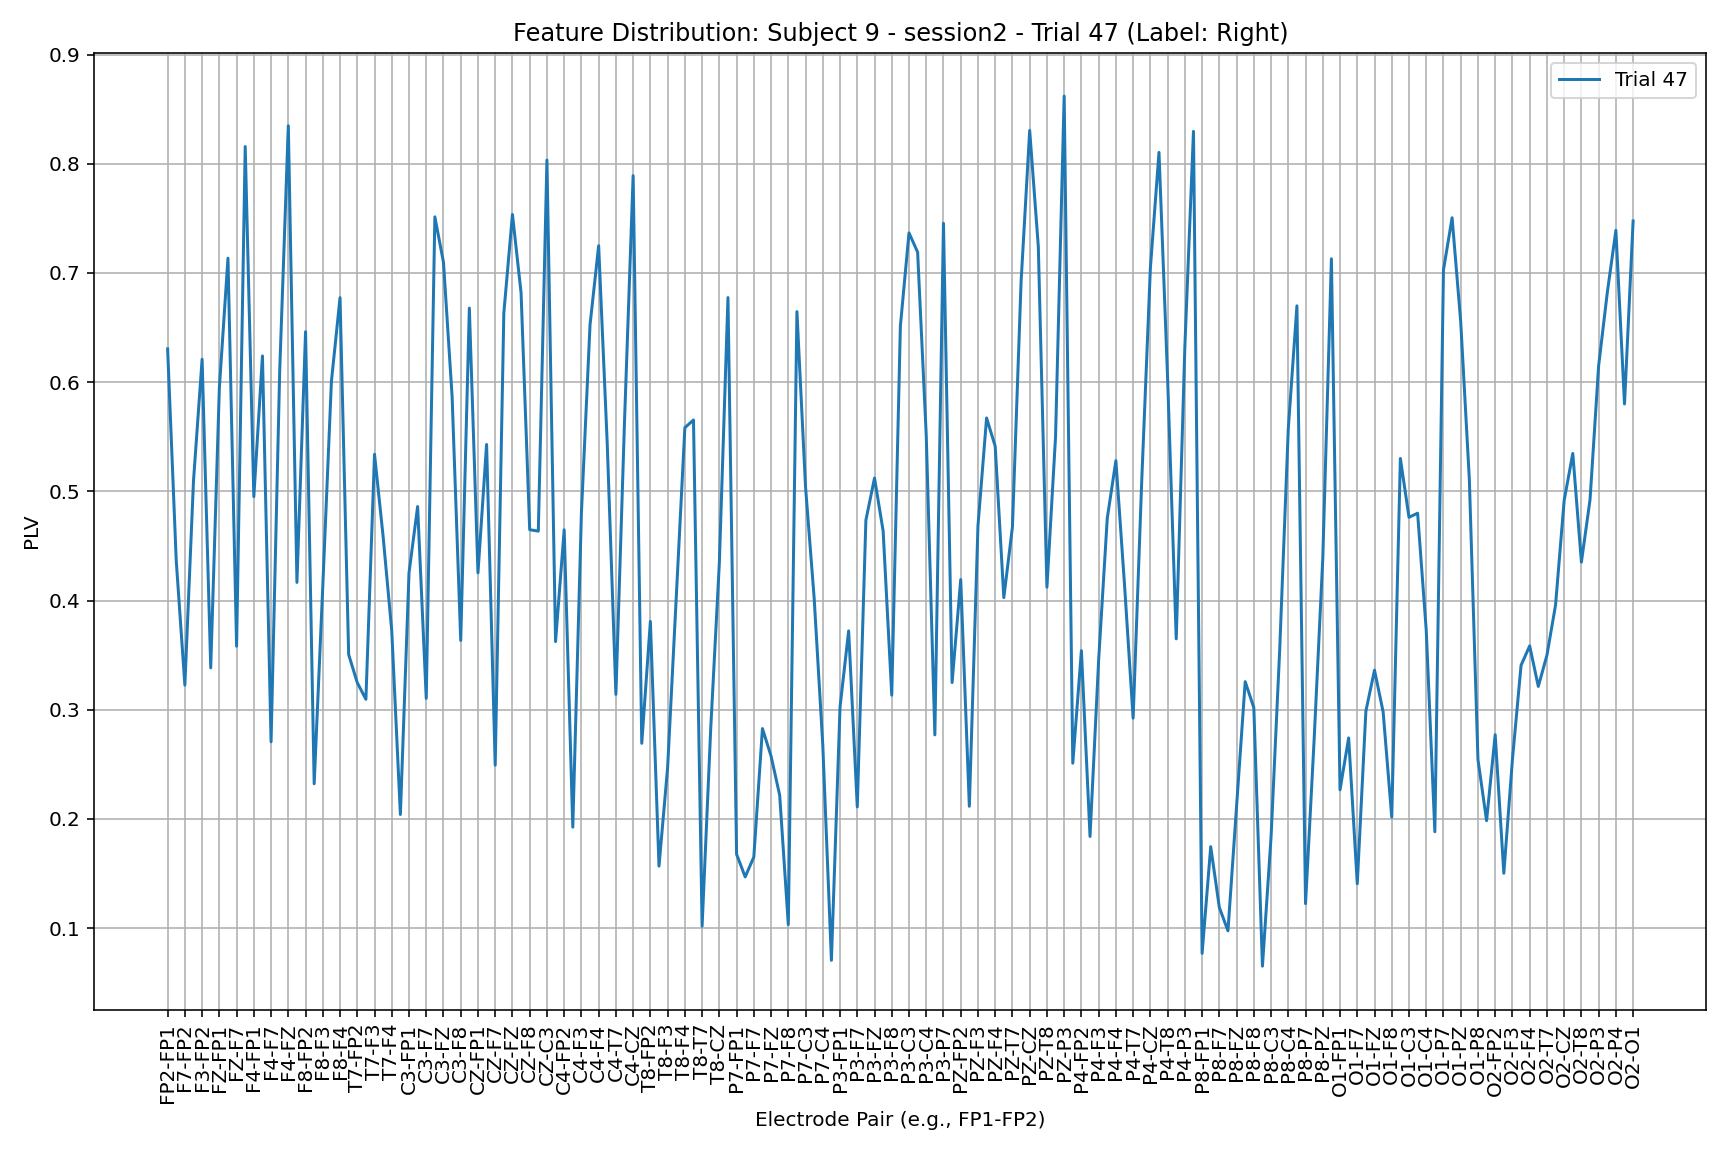 Feature Distribution: Subject 9 - session2 - Trial 47 (Label: Right)
Trial 47
0.9
0.8
0.7
0.6
0.5
0.4
0.3
0.2
0.1
PLV
FP2-FP1
F7-FP2
F3-FP2
FZ-FP1
FZ-F7
F4-FP1
F4-F7
F4-FZ
F8-FP2
F8-F3
F8-F4
T7-FP2
T7-F3
T7-F4
C3-FP1
C3-F7
C3-FZ
C3-F8
CZ-FP1
CZ-F7
CZ-FZ
CZ-F8
CZ-C3
C4-FP2
C4-F3
C4-F4
C4-T7
C4-CZ
T8-FP2
T8-F3
T8-F4
T8-T7
T8-CZ
P7-FP1
P7-F7
P7-FZ
P7-F8
P7-C3
P7-C4
P3-FP1
P3-F7
P3-FZ
P3-F8
P3-C3
P3-C4
P3-P7
PZ-FP2
PZ-F3
PZ-F4
PZ-T7
PZ-CZ
PZ-T8
PZ-P3
P4-FP2
P4-F3
P4-F4
P4-T7
P4-CZ
P4-T8
P4-P3
P8-FP1
P8-F7
P8-FZ
P8-F8
P8-C3
P8-C4
P8-P7
P8-PZ
O1-FP1
O1-F7
O1-FZ
O1-F8
O1-C3
O1-C4
O1-P7
O1-PZ
O1-P8
O2-FP2
O2-F3
O2-F4
O2-T7
O2-CZ
O2-T8
O2-P3
O2-P4
O2-O1
Electrode Pair (e.g., FP1-FP2)